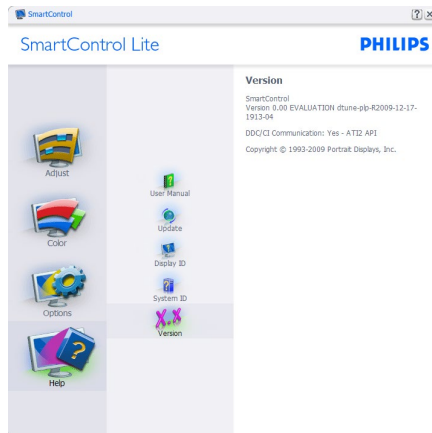 SmartControl
SmartControl Lite
PHILIPS
Adjust
Color
Options
Help
User Manual
Update
Display ID
System ID
X.X
Version
Version
SmartControl
Version 0.00 EVALUATION dtune-plp-R2009-12-17-
1913-04
DDC/CI Communication: Yes - ATI2 API
Copyright © 1993-2009 Portrait Displays, Inc.